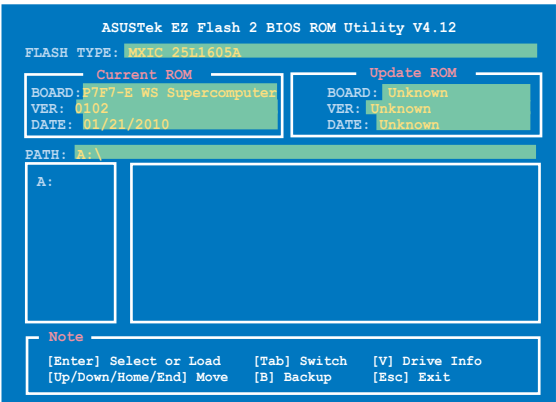 ASUSTek EZ Flash 2 BIOS ROM Utility V4.12
FLASH TYPE: MXIC 25L1605A
Current ROM
BOARD: P7F7-E WS Supercomputer
VER: 0102
DATE: 01/21/2010
Update ROM
BOARD: Unknown
VER: Unknown
DATE: Unknown
PATH: A:\
A:
Note
[Enter] Select or Load [Tab] Switch [V] Drive Info
[Up/Down/Home/End] Move [B] Backup [Esc] Exit